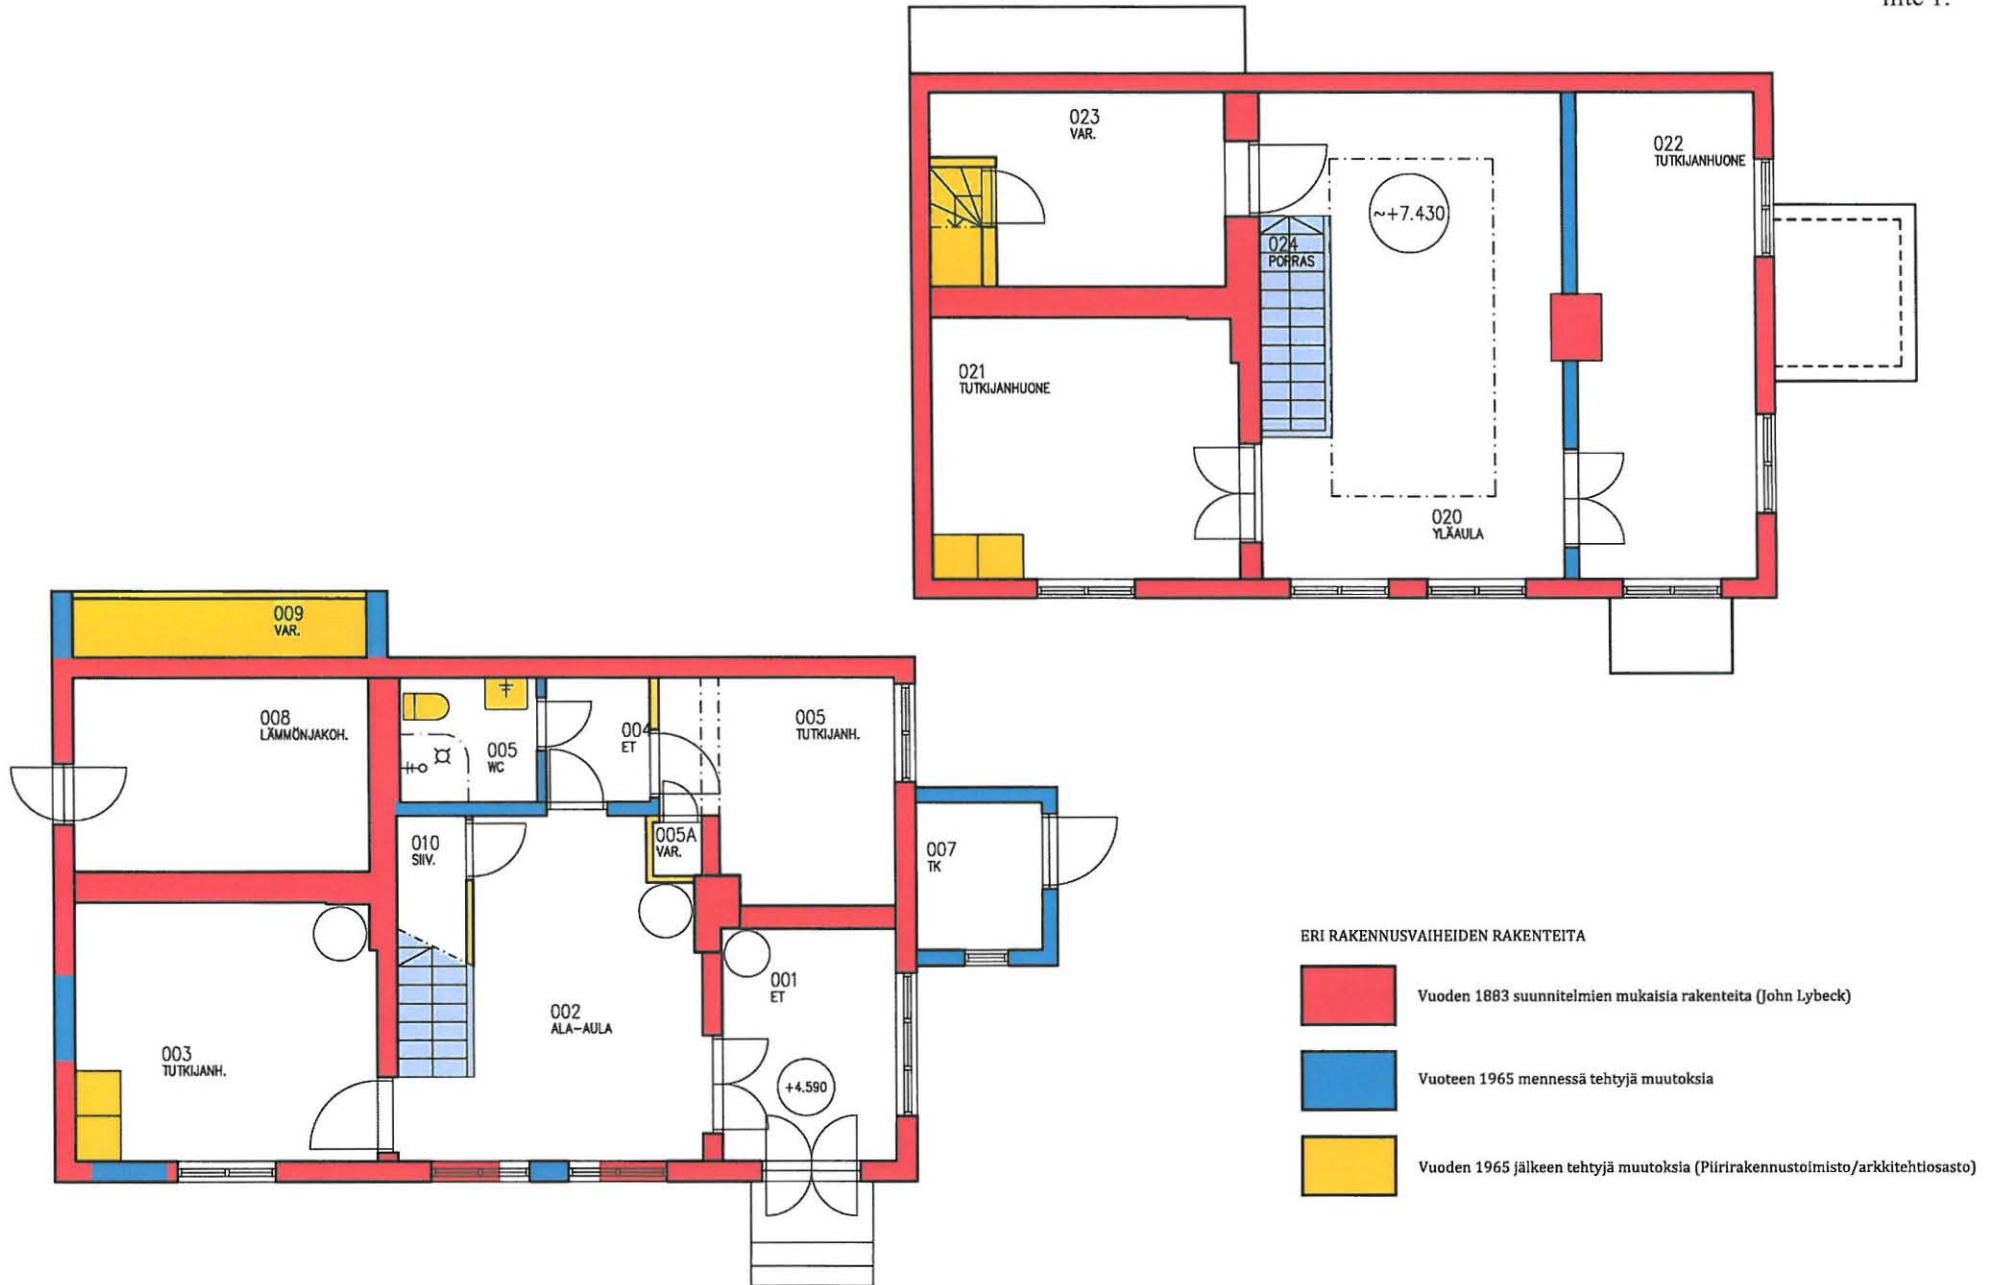 liite 1.
023
VAR.
022
TUTKIJANHUONE
~+7.430
024
PORRAS
021
TUTKIJANHUONE
020
YLÄAULA
009
VAR.
008
LÄMMÖNJAKOH.
005
WC
004
ET
005
TUTKIJANH.
010
SIIV.
005A
VAR.
007
TK
001
ET
002
ALA-AULA
003
TUTKIJANH.
+4.590
ERI RAKENNUSVAIHEIDEN RAKENTEITA
Vuoden 1883 suunnitelmien mukaisia rakenteita (John Lybeck)
Vuoteen 1965 mennessä tehtyjä muutoksia
Vuoden 1965 jälkeen tehtyjä muutoksia (Piirirakennustoimisto/arkkitehtiosasto)